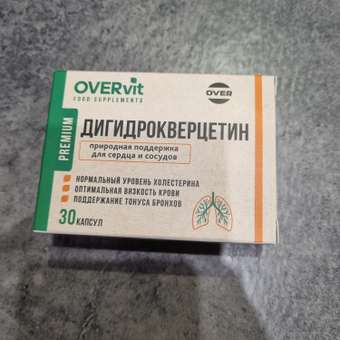 OVERvit
FOOD SUPPLEMENTS
OVER
PREMIUM
ДИГИДРОКВЕРЦЕТИН
природная поддержка
для сердца и сосудов
НОРМАЛЬНЫЙ УРОВЕНЬ ХОЛЕСТЕРИНА
ОПТИМАЛЬНАЯ ВЯЗКОСТЬ КРОВИ
ПОДДЕРЖАНИЕ ТОНУСА БРОНХОВ
30 КАПСУЛ